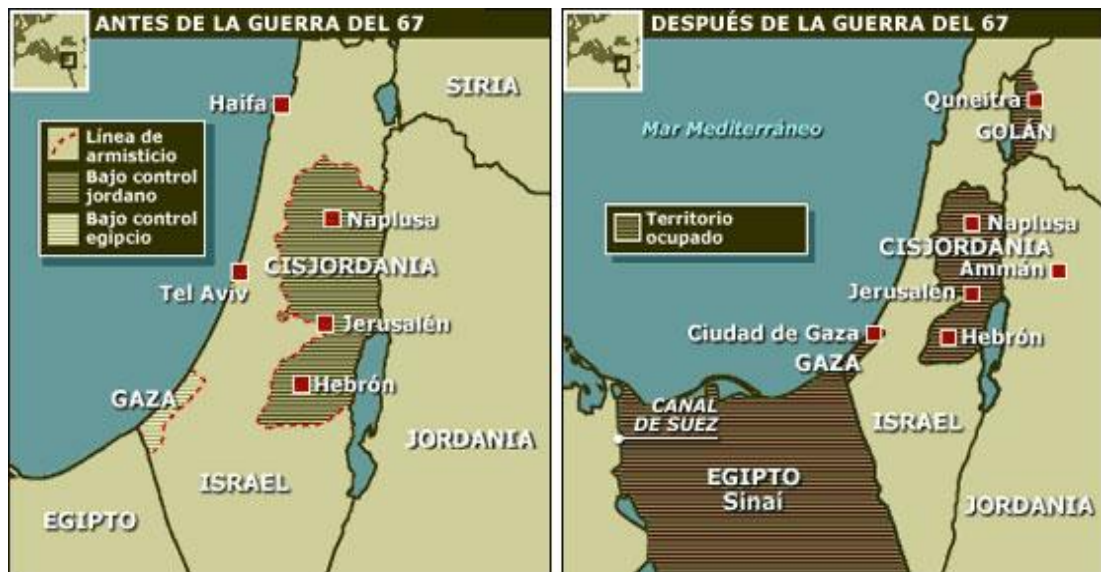 ANTES DE LA GUERRA DEL 67
SIRIA
Haifa
Línea de
armisticio
Bajo control
jordano
Bajo control
egipcio
Naplusa
CISJORDANIA
Tel Aviv
Jerusalén
GAZA
Hebrón
JORDANIA
ISRAEL
EGIPTO
DESPUÉS DE LA GUERRA DEL 67
Quneitra
Mar Mediterráneo
GOLÁN
Territorio
ocupado
Naplusa
CISJORDANIA
Ammán
Jerusalén
Ciudad de Gaza
Hebrón
GAZA
CANAL
DE SUEZ
ISRAEL
EGIPTO
Sinaí
JORDANIA